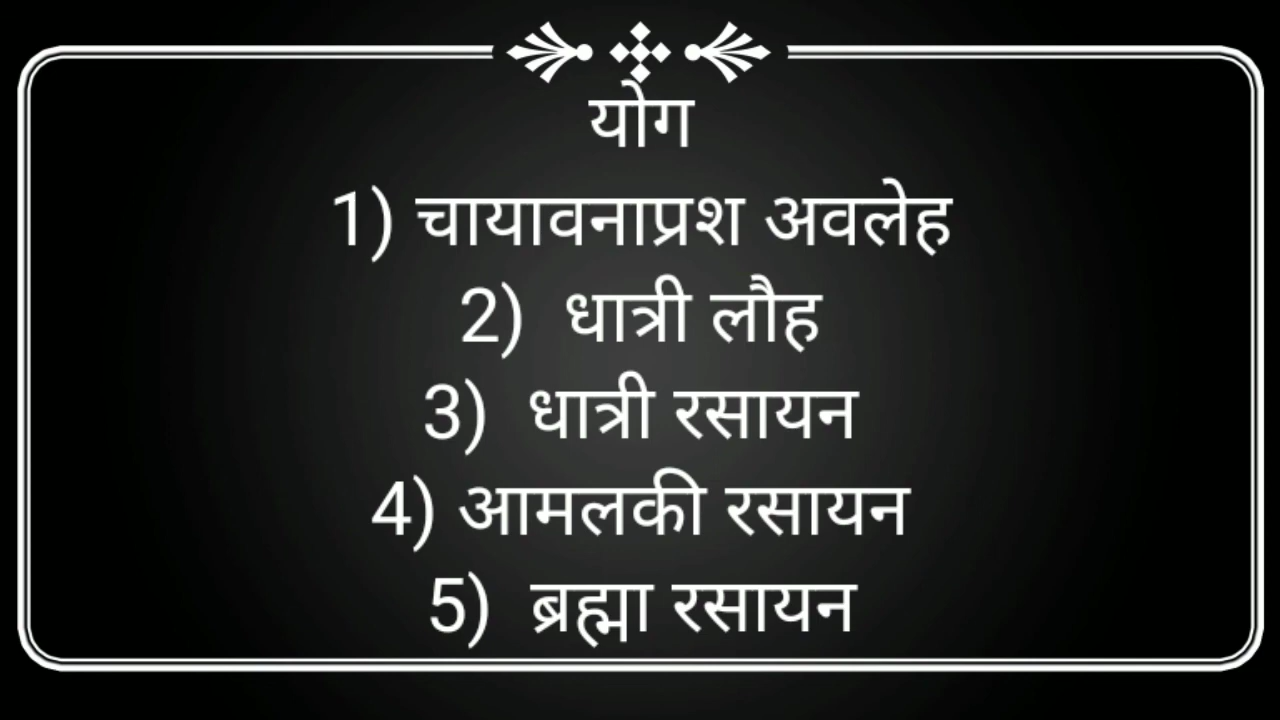 योग
1) चायावनाप्रश अवलेह
2) धात्री लौह
3) धात्री रसायन
4) आमलकी रसायन
5) ब्रह्मा रसायन